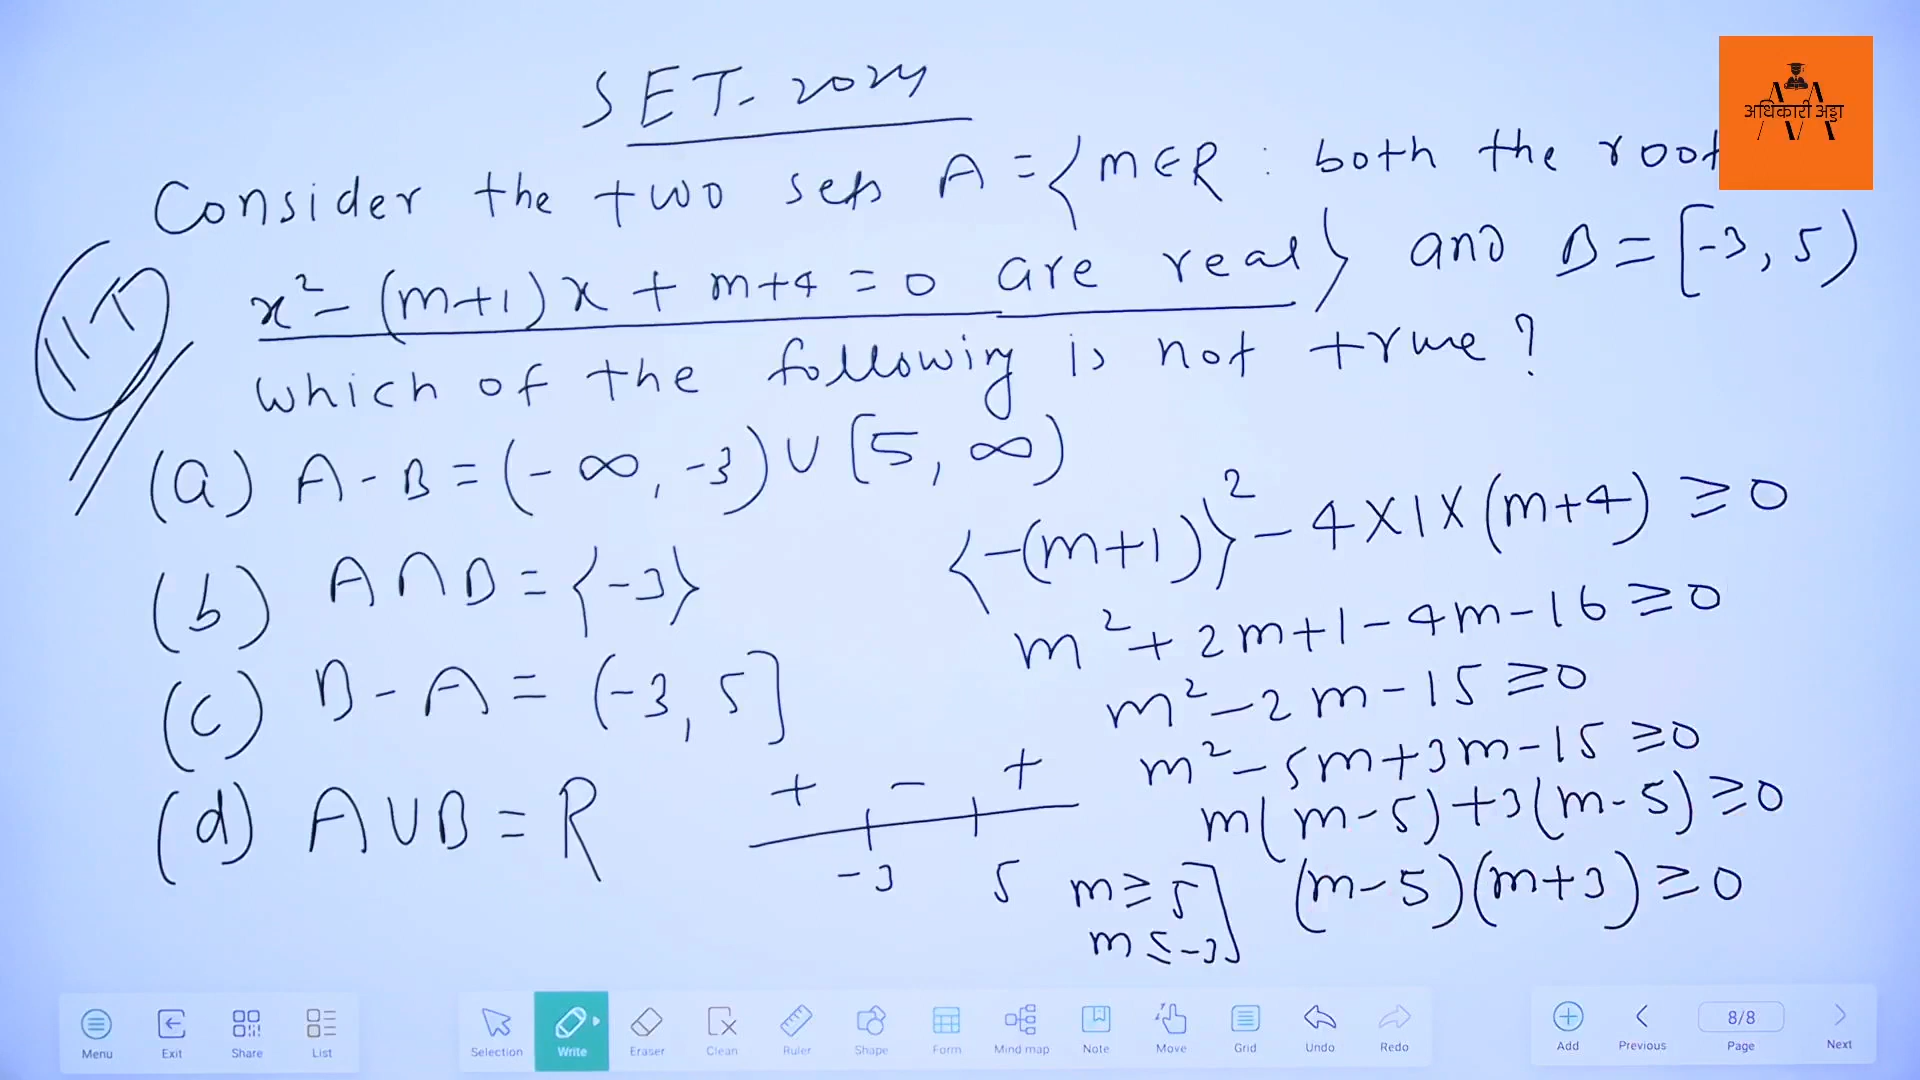 SET-2024
अधिकारी अड्डा
Consider the two sets A = {m∈R : both the root
x² - (m+1)x + m+4 = 0 are real} and B = [-3, 5)
IIT
which of the following is not true?
(a) A - B = (-∞, -3) ∪ [5, ∞)
(b) A∩B = {-3}
(c) B - A = (-3, 5]
(d) A∪B = R
{-(m+1)}² - 4×1×(m+4) ≥ 0
m² + 2m + 1 - 4m - 16 ≥ 0
m² - 2m - 15 ≥ 0
m² - 5m + 3m - 15 ≥ 0
m(m-5) + 3(m-5) ≥ 0
(m-5)(m+3) ≥ 0
+ - +
-3 5
m ≥ 5
m ≤ -3]
Menu Exit Share List Selection Write Eraser Clean Ruler Shape Form Mind map Note Move Grid Undo Redo Add Previous 8/8 Page Next